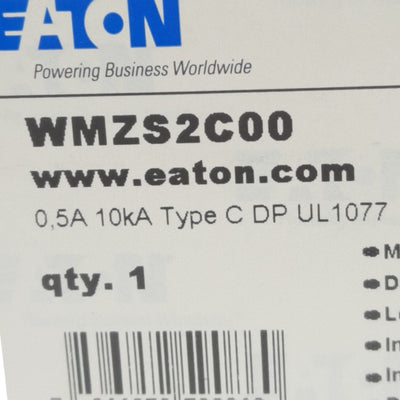 EATON
Powering Business Worldwide
WMZS2C00
www.eaton.com
0,5A 10kA Type C DP UL1077
qty. 1